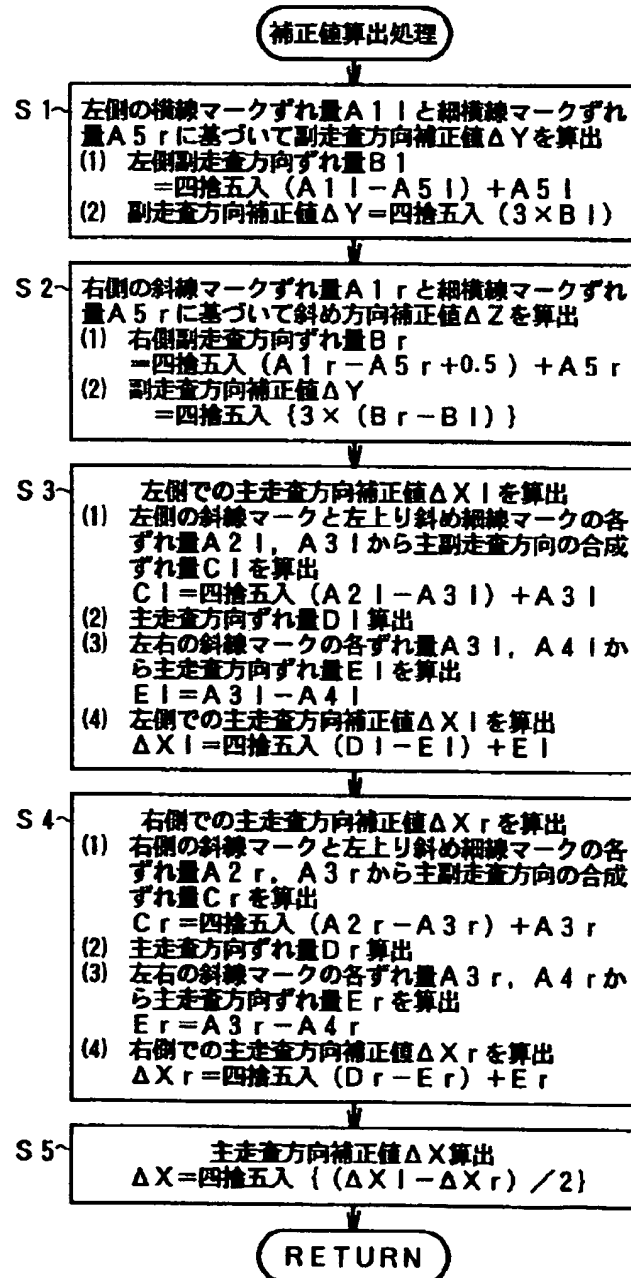 補正値算出処理
S1
左側の横線マークずれ量A1lと細横線マークずれ
量A5rに基づいて副走査方向補正値ΔYを算出
(1) 左側副走査方向ずれ量Bl
=四捨五入(A1l-A5l)+A5l
(2) 副走査方向補正値ΔY=四捨五入(3×Bl)
S2
右側の斜線マークずれ量A1rと細横線マークずれ
量A5rに基づいて斜め方向補正値ΔZを算出
(1) 右側副走査方向ずれ量Br
=四捨五入(A1r-A5r+0.5)+A5r
(2) 副走査方向補正値ΔY
=四捨五入{3×(Br-Bl)}
S3
左側での主走査方向補正値ΔXlを算出
(1) 左側の斜線マークと左上り斜め細線マークの各
ずれ量A2l,A3lから主副走査方向の合成
ずれ量Clを算出
Cl=四捨五入(A2l-A3l)+A3l
(2) 主走査方向ずれ量Dl算出
(3) 左右の斜線マークの各ずれ量A3l,A4lか
ら主走査方向ずれ量Elを算出
El=A3l-A4l
(4) 左側での主走査方向補正値ΔXlを算出
ΔXl=四捨五入(Dl-El)+El
S4
右側での主走査方向補正値ΔXrを算出
(1) 右側の斜線マークと左上り斜め細線マークの各
ずれ量A2r,A3rから主副走査方向の合成
ずれ量Crを算出
Cr=四捨五入(A2r-A3r)+A3r
(2) 主走査方向ずれ量Dr算出
(3) 左右の斜線マークの各ずれ量A3r,A4rか
ら主走査方向ずれ量Erを算出
Er=A3r-A4r
(4) 右側での主走査方向補正値ΔXrを算出
ΔXr=四捨五入(Dr-Er)+Er
S5
主走査方向補正値ΔX算出
ΔX=四捨五入{(ΔXl-ΔXr)/2}
RETURN